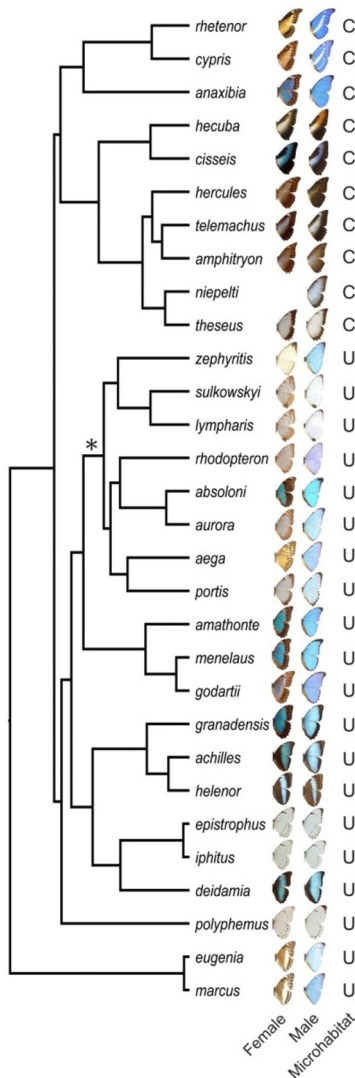 rhetenor C
cypris C
anaxibia C
hecuba C
cisseis C
hercules C
telemachus C
amphitryon C
niepelti C
theseus C
zephyritis U
sulkowskyi U
lympharis U
*
rhodopteron U
absoloni U
aurora U
aega U
portis U
amathonte U
menelaus U
godartii U
granadensis U
achilles U
helenor U
epistrophus U
iphitus U
deidamia U
polyphemus U
eugenia U
marcus U
Female
Male
Microhabitat